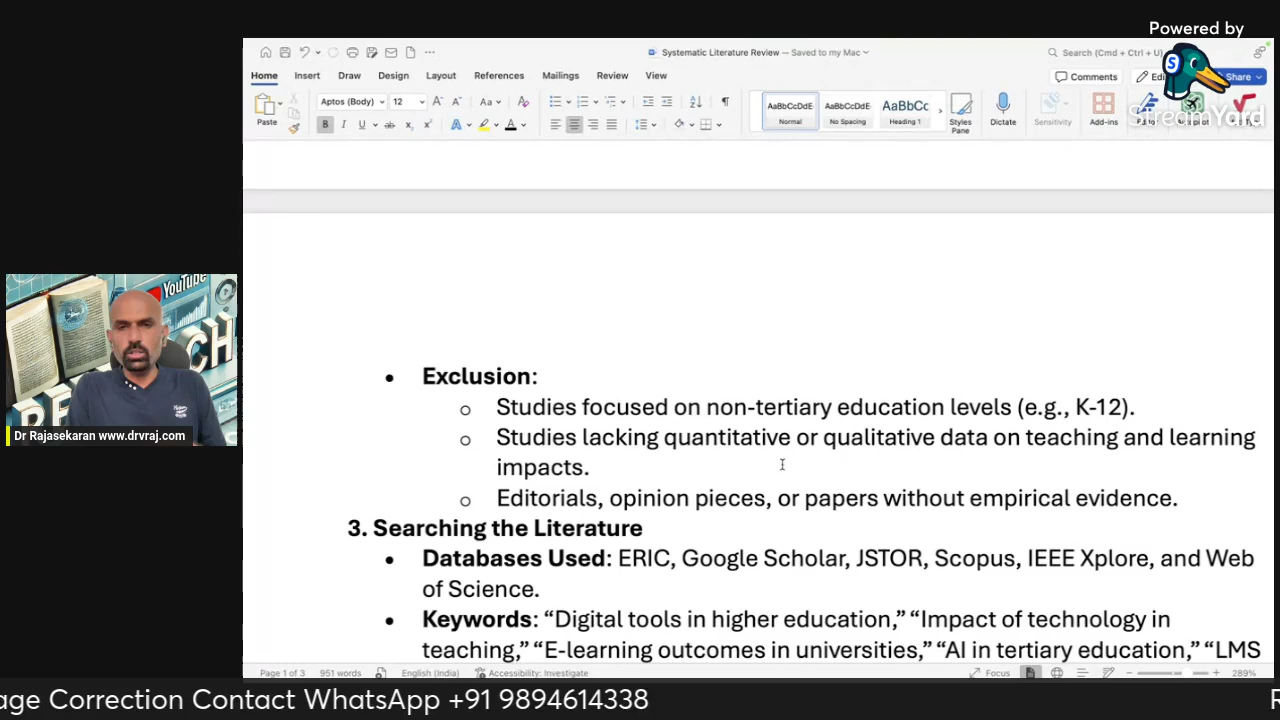 Powered by
StreamYard
Systematic Literature Review — Saved to my Mac
Search (Cmd + Ctrl + U)
Home Insert Draw Design Layout References Mailings Review View
Comments
Share
Paste
Aptos (Body) 12
AaBbCcDdE AaBbCcDdE AaBbCc
Normal No Spacing Heading 1
Styles Pane
Dictate
Sensitivity
Add-ins
• Exclusion:
o Studies focused on non-tertiary education levels (e.g., K-12).
o Studies lacking quantitative or qualitative data on teaching and learning
impacts.
o Editorials, opinion pieces, or papers without empirical evidence.
3. Searching the Literature
• Databases Used: ERIC, Google Scholar, JSTOR, Scopus, IEEE Xplore, and Web
of Science.
• Keywords: “Digital tools in higher education,” “Impact of technology in
teaching,” “E-learning outcomes in universities,” “AI in tertiary education,” “LMS
Page 1 of 3 951 words English (India) Accessibility: Investigate Focus 289%
YouTube
Dr Rajasekaran www.drvraj.com
age Correction Contact WhatsApp +91 9894614338